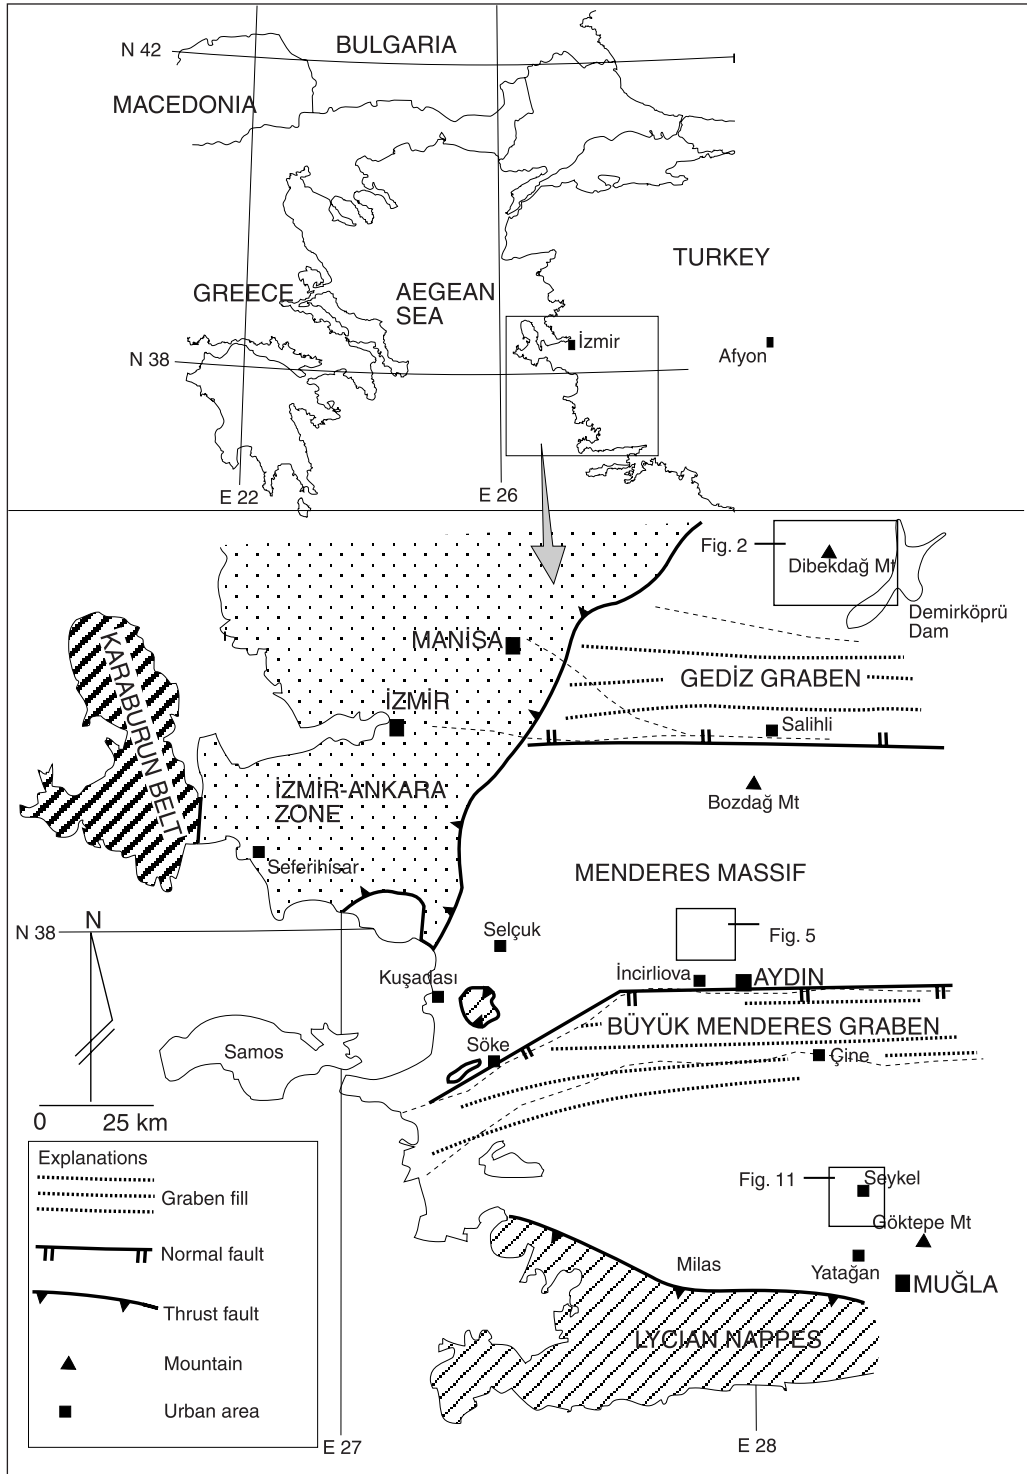 N 42
BULGARIA
MACEDONIA
TURKEY
GREECE
AEGEAN
SEA
İzmir
Afyon
N 38
E 22
E 26
Fig. 2
Dibekdağ Mt
Demirköprü
Dam
MANİSA
KARABURUN BELT
GEDİZ GRABEN
İZMİR
Salihli
İZMİR-ANKARA
ZONE
Bozdağ Mt
Seferihisar
MENDERES MASSIF
N
N 38
Selçuk
Fig. 5
Kuşadası
İncirliova
AYDIN
BÜYÜK MENDERES GRABEN
Samos
Söke
Çine
0 25 km
Explanations
Graben fill
Normal fault
Thrust fault
Mountain
Urban area
Fig. 11
Seykel
Göktepe Mt
Milas
Yatağan
MUĞLA
LYCIAN NAPPES
E 27
E 28